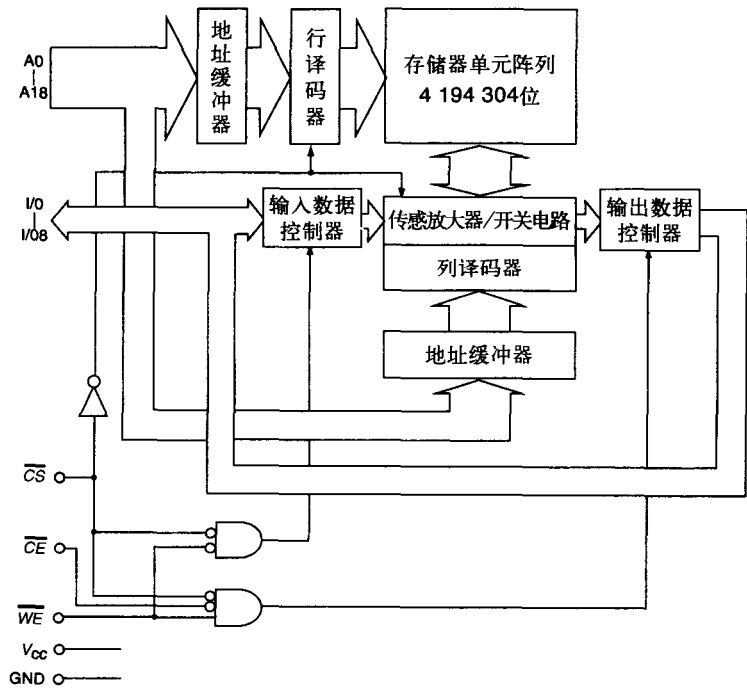 A0
A18
地址缓冲器
行译码器
存储器单元阵列
4 194 304位
I/0
I/08
输入数据
控制器
传感放大器/开关电路
列译码器
输出数据
控制器
地址缓冲器
CS
CE
WE
Vcc
GND